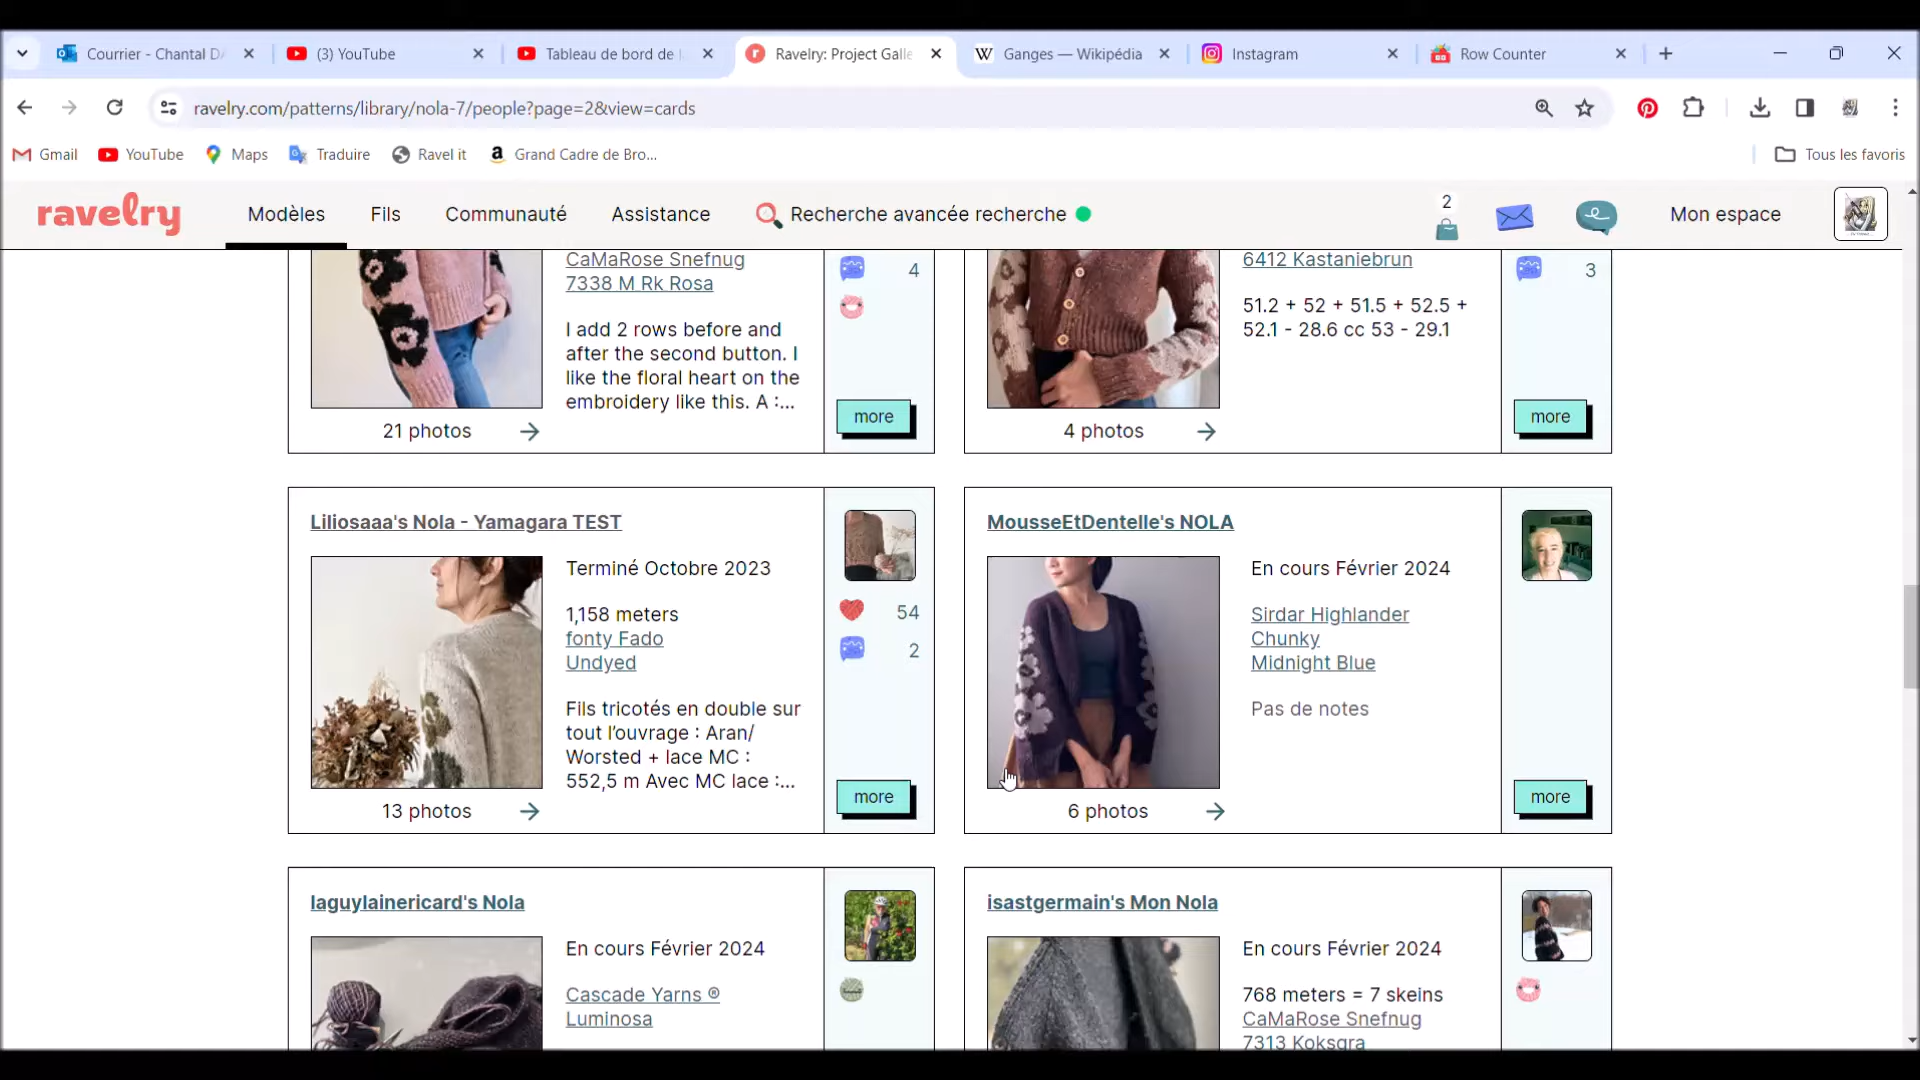 Courrier - Chantal DA
(3) YouTube
Tableau de bord de l
Ravelry: Project Galle
W Ganges — Wikipédia
Instagram
Row Counter
ravelry.com/patterns/library/nola-7/people?page=2&view=cards
Gmail
YouTube
Maps
Traduire
Ravel it
Grand Cadre de Bro...
Tous les favoris
ravelry
Modèles
Fils
Communauté
Assistance
Recherche avancée recherche
2
Mon espace
CaMaRose Snefnug
7338 M Rk Rosa
I add 2 rows before and
after the second button. I
like the floral heart on the
embroidery like this. A :...
4
more
21 photos
6412 Kastaniebrun
51.2 + 52 + 51.5 + 52.5 +
52.1 - 28.6 cc 53 - 29.1
3
more
4 photos
Liliosaaa's Nola - Yamagara TEST
Terminé Octobre 2023
1,158 meters
fonty Fado
Undyed
Fils tricotés en double sur
tout l'ouvrage : Aran/
Worsted + lace MC :
552,5 m Avec MC lace :...
54
2
more
13 photos
MousseEtDentelle's NOLA
En cours Février 2024
Sirdar Highlander
Chunky
Midnight Blue
Pas de notes
more
6 photos
laguylainericard's Nola
En cours Février 2024
Cascade Yarns ®
Luminosa
isastgermain's Mon Nola
En cours Février 2024
768 meters = 7 skeins
CaMaRose Snefnug
7313 Koksgra